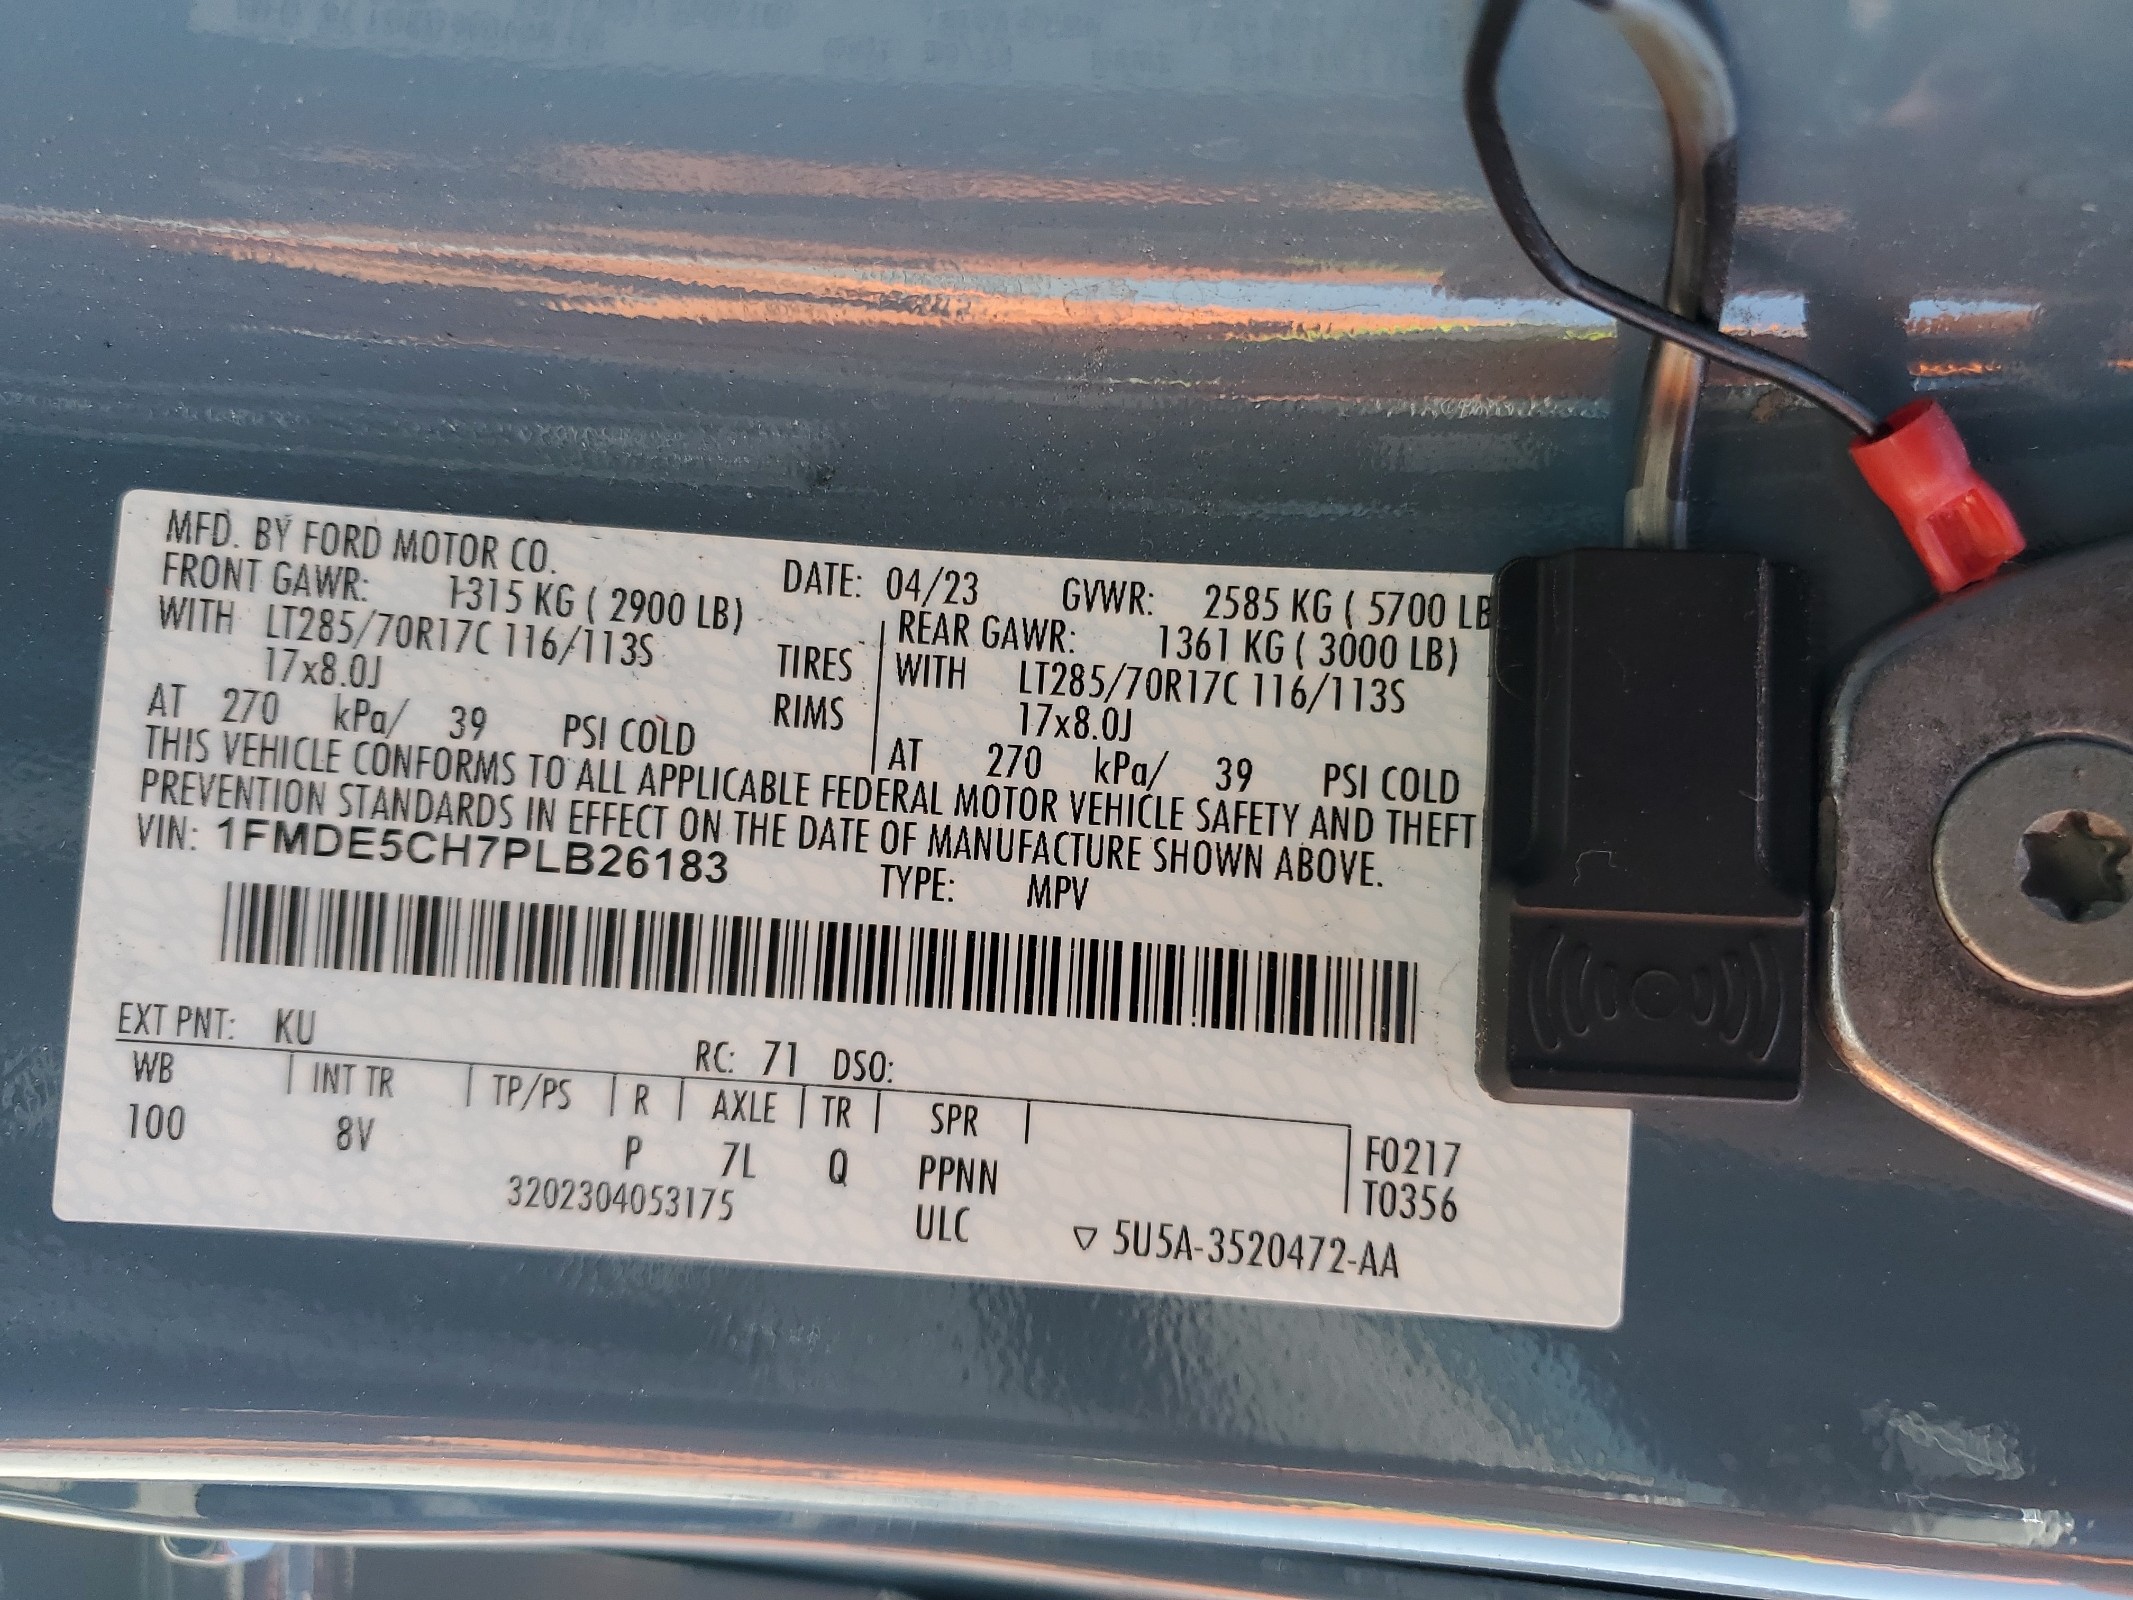 MFD. BY FORD MOTOR CO.
DATE: 04/23 GVWR: 2585 KG ( 5700 LB
FRONT GAWR: 1315 KG ( 2900 LB) REAR GAWR: 1361 KG ( 3000 LB)
WITH LT285/70R17C 116/113S TIRES WITH LT285/70R17C 116/113S
17x8.0J RIMS 17x8.0J
AT 270 kPa/ 39 PSI COLD AT 270 kPa/ 39 PSI COLD
THIS VEHICLE CONFORMS TO ALL APPLICABLE FEDERAL MOTOR VEHICLE SAFETY AND THEFT
PREVENTION STANDARDS IN EFFECT ON THE DATE OF MANUFACTURE SHOWN ABOVE.
VIN: 1FMDE5CH7PLB26183 TYPE: MPV
EXT PNT: KU RC: 71 DSO:
WB INT TR TP/PS R AXLE TR SPR
100 8V P 7L Q PPNN F0217
3202304053175 ULC T0356
▽ 5U5A-3520472-AA